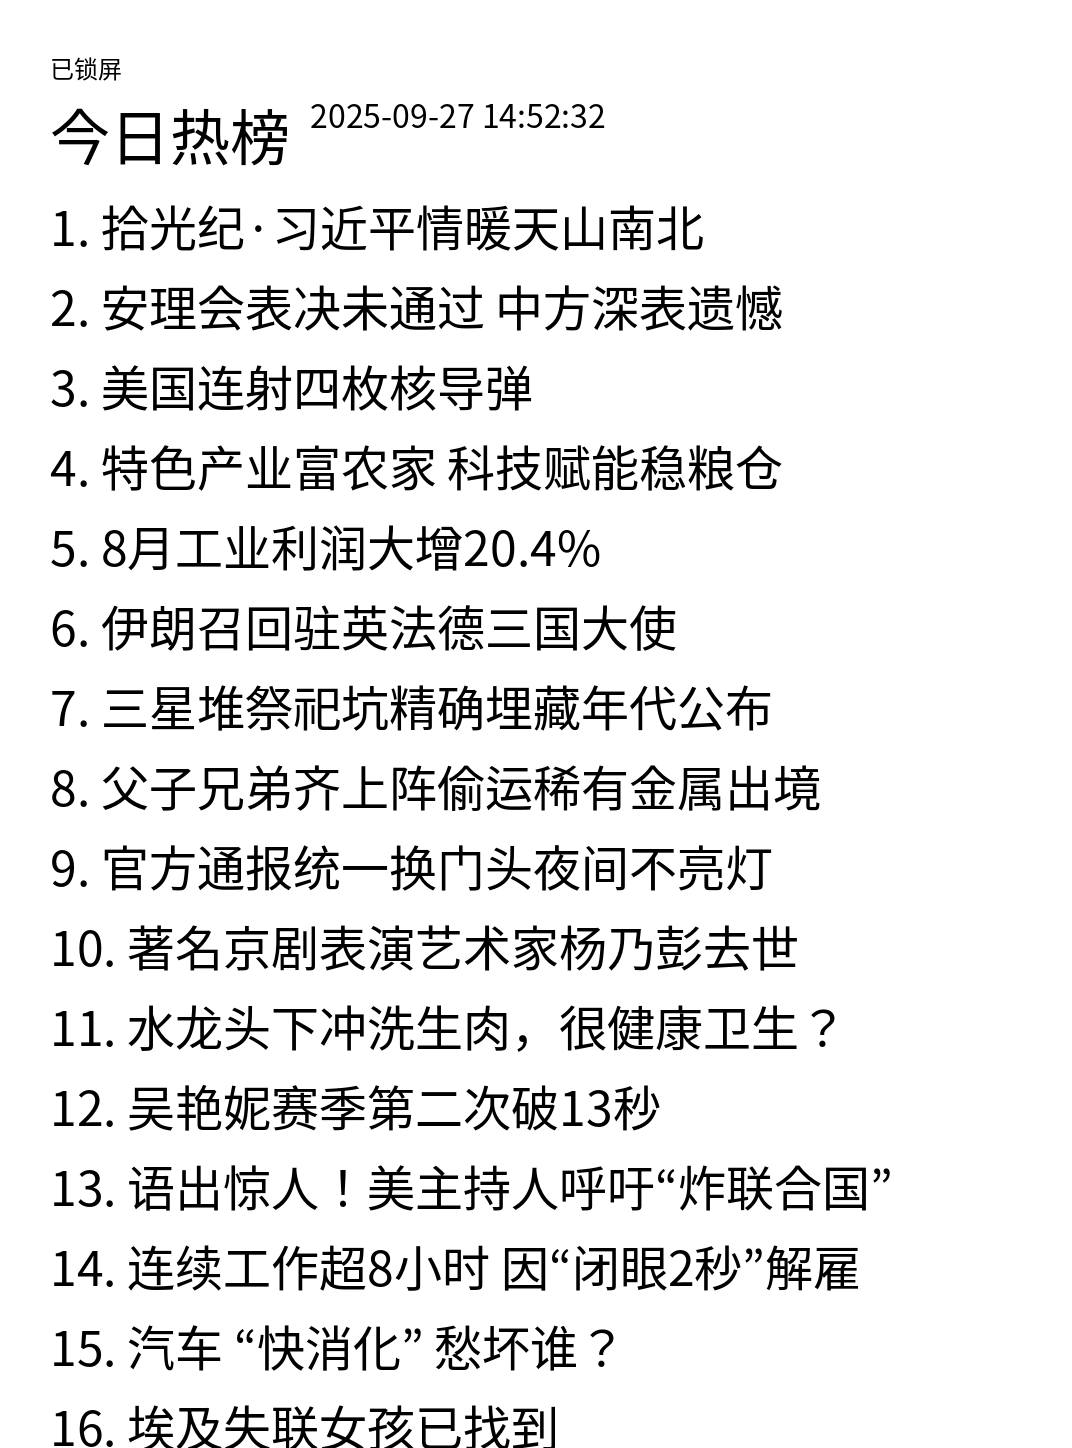 已锁屏
今日热榜 2025-09-27 14:52:32
1. 拾光纪·习近平情暖天山南北
2. 安理会表决未通过 中方深表遗憾
3. 美国连射四枚核导弹
4. 特色产业富农家 科技赋能稳粮仓
5. 8月工业利润大增20.4%
6. 伊朗召回驻英法德三国大使
7. 三星堆祭祀坑精确埋藏年代公布
8. 父子兄弟齐上阵偷运稀有金属出境
9. 官方通报统一换门头夜间不亮灯
10. 著名京剧表演艺术家杨乃彭去世
11. 水龙头下冲洗生肉，很健康卫生？
12. 吴艳妮赛季第二次破13秒
13. 语出惊人！美主持人呼吁“炸联合国”
14. 连续工作超8小时 因“闭眼2秒”解雇
15. 汽车 “快消化” 愁坏谁？
16. 埃及失联女孩已找到